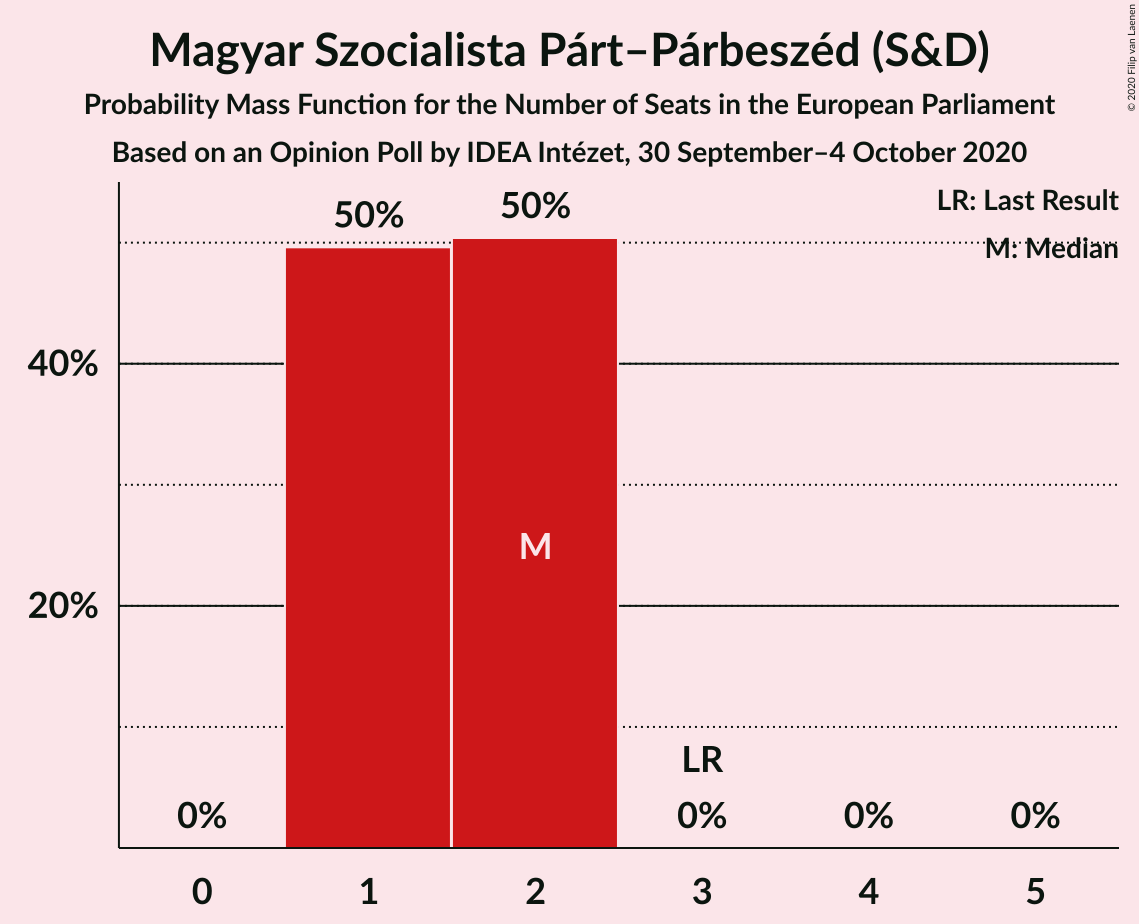 Magyar Szocialista Párt–Párbeszéd (S&D)
Probability Mass Function for the Number of Seats in the European Parliament
Based on an Opinion Poll by IDEA Intézet, 30 September–4 October 2020
© 2020 Filip van Laenen
LR: Last Result
M: Median
50%
50%
40%
20%
M
LR
0%
0%
0%
0%
0
1
2
3
4
5